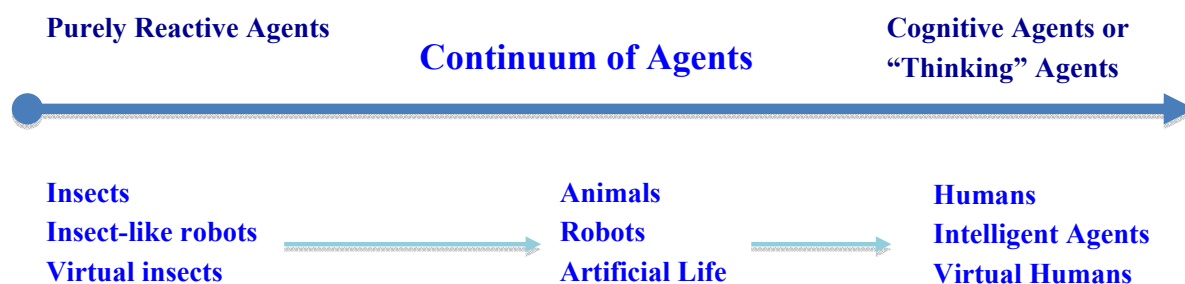 Purely Reactive Agents
Continuum of Agents
Cognitive Agents or
“Thinking” Agents
Insects
Insect-like robots
Virtual insects
Animals
Robots
Artificial Life
Humans
Intelligent Agents
Virtual Humans